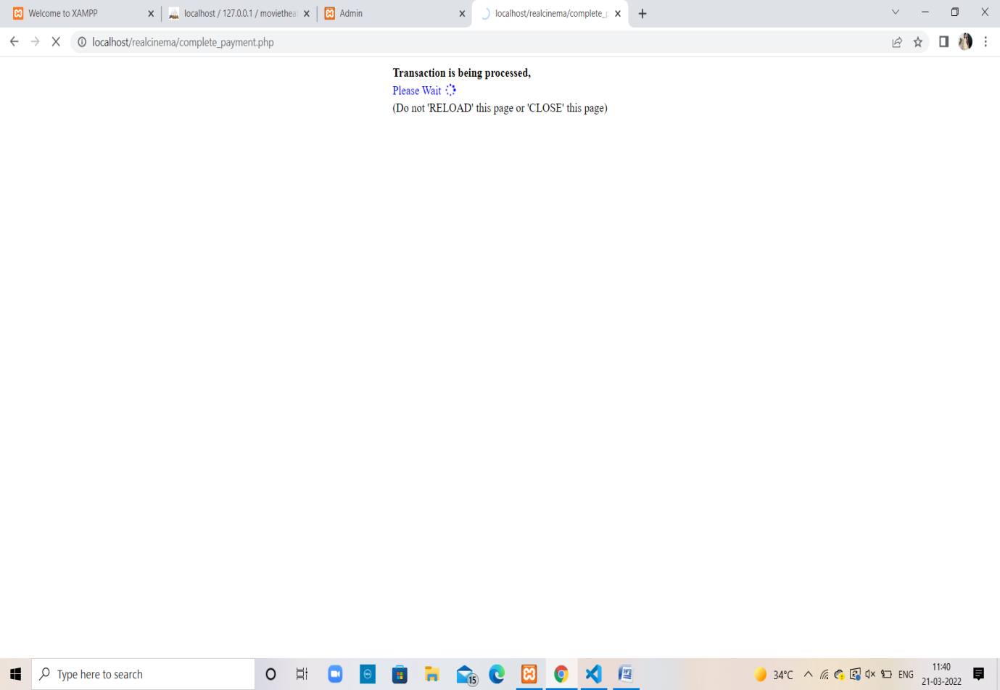 Welcome to XAMPP
localhost / 127.0.0.1 / movietheat
Admin
localhost/realcinema/complete_p
localhost/realcinema/complete_payment.php
Transaction is being processed,
Please Wait
(Do not 'RELOAD' this page or 'CLOSE' this page)
Type here to search
15
34°C
ENG
11:40
21-03-2022